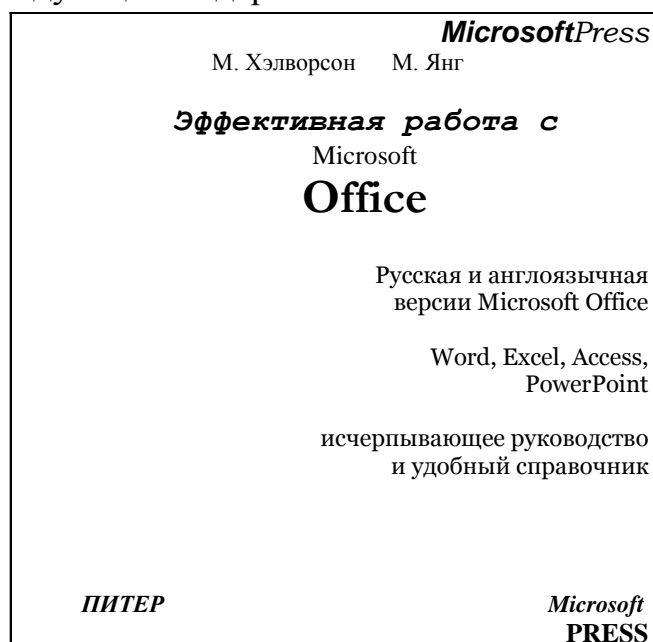 MicrosoftPress
М. Хэлворсон М. Янг
Эффективная работа с
Microsoft
Office
Русская и англоязычная
версии Microsoft Office
Word, Excel, Access,
PowerPoint
исчерпывающее руководство
и удобный справочник
ПИТЕР Microsoft
PRESS